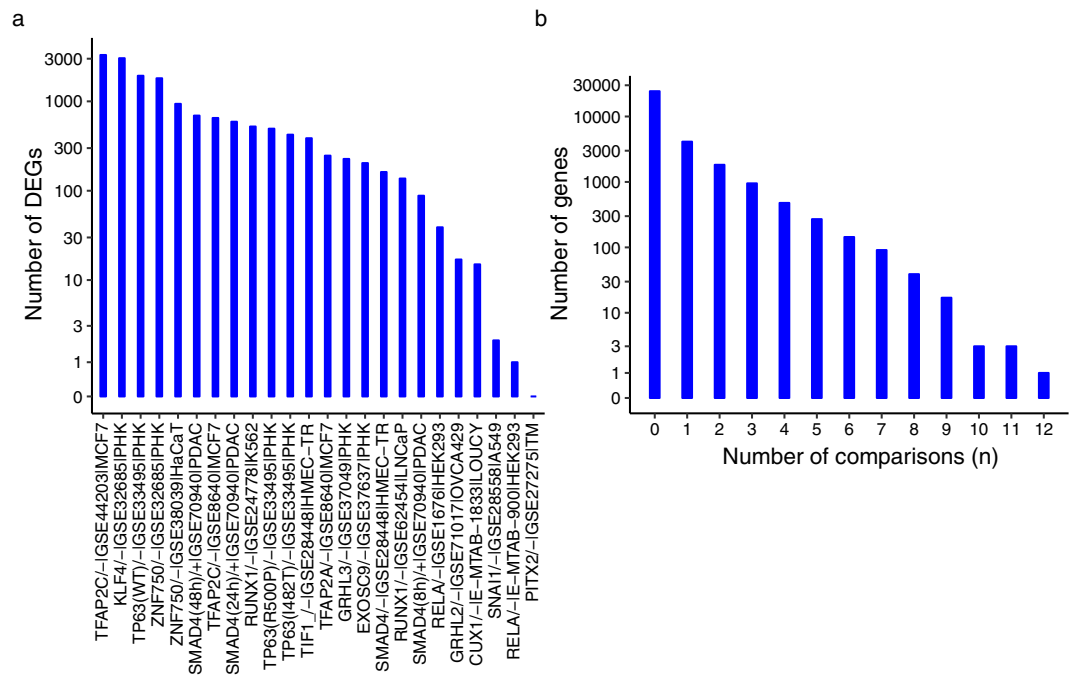 a
Number of DEGs
3000
1000
300
100
30
10
3
1
0
TFAP2C/−|GSE44203|MCF7
KLF4/−|GSE32685|PHK
TP63(WT)/−|GSE33495|PHK
ZNF750/−|GSE32685|PHK
ZNF750/−|GSE38039|HaCaT
SMAD4(48h)/+|GSE70940|PDAC
TFAP2C/−|GSE8640|MCF7
SMAD4(24h)/+|GSE70940|PDAC
RUNX1/−|GSE24778|K562
TP63(R500P)/−|GSE33495|PHK
TP63(I482T)/−|GSE33495|PHK
TIF1_/−|GSE28448|HMEC−TR
TFAP2A/−|GSE8640|MCF7
GRHL3/−|GSE37049|PHK
EXOSC9/−|GSE37637|PHK
SMAD4/−|GSE28448|HMEC−TR
RUNX1/−|GSE62454|LNCaP
SMAD4(8h)/+|GSE70940|PDAC
RELA/−|GSE1676|HEK293
GRHL2/−|GSE71017|OVCA429
CUX1/−|E−MTAB−1833|LOUCY
SNAI1/−|GSE28558|A549
RELA/−|E−MTAB−900|HEK293
PITX2/−|GSE27275|TM
b
Number of genes
30000
10000
3000
1000
300
100
30
10
3
1
0
0 1 2 3 4 5 6 7 8 9 10 11 12
Number of comparisons (n)